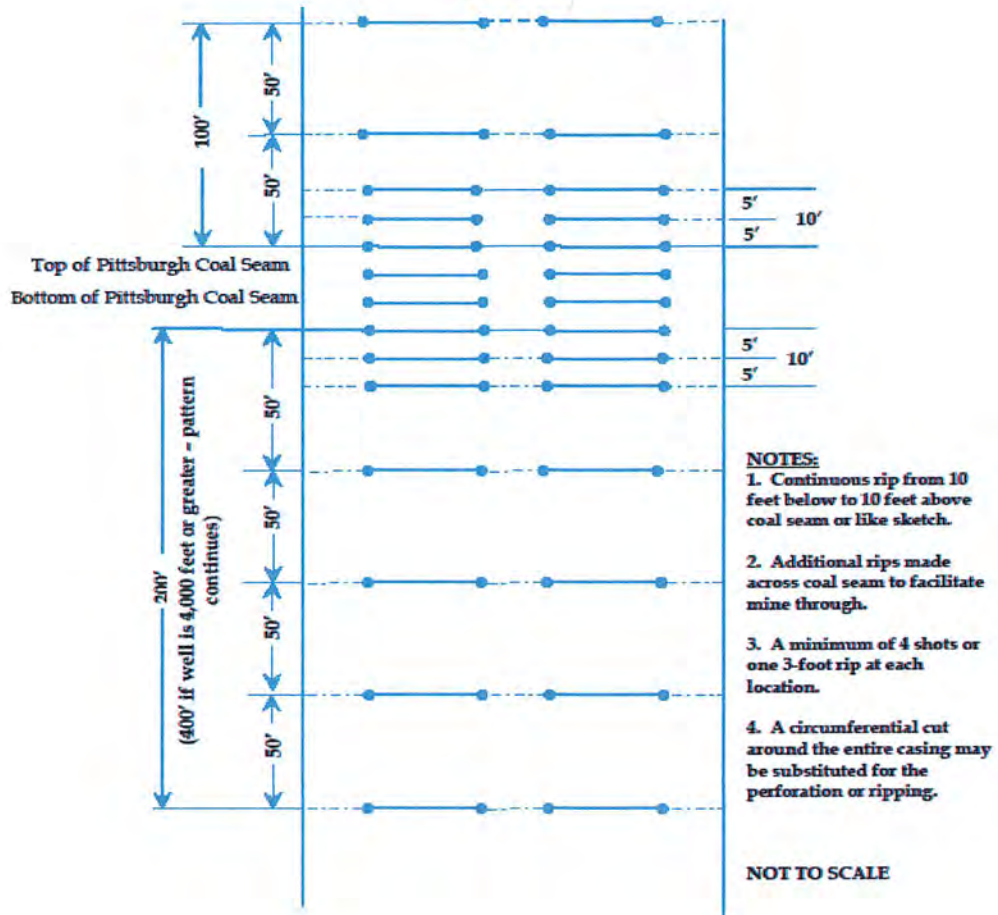 100'
50'
50'
5'
10'
5'
Top of Pittsburgh Coal Seam
Bottom of Pittsburgh Coal Seam
5'
10'
5'
200'
(400' if well is 4,000 feet or greater - pattern
continues)
50'
50'
50'
50'
NOTES:
1. Continuous rip from 10
feet below to 10 feet above
coal seam or like sketch.
2. Additional rips made
across coal seam to facilitate
mine through.
3. A minimum of 4 shots or
one 3-foot rip at each
location.
4. A circumferential cut
around the entire casing may
be substituted for the
perforation or ripping.
NOT TO SCALE